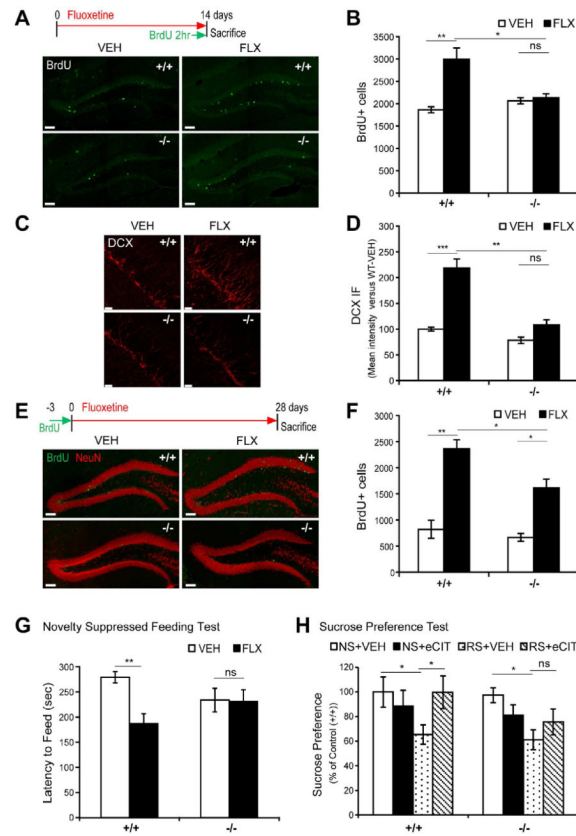 A
0 Fluoxetine 14 days
BrdU 2hr Sacrifice
VEH FLX
BrdU +/+ +/+
-/- -/-
B
VEH FLX
BrdU+ cells
3500
3000
2500
2000
1500
1000
500
0
** * ns
+/+ -/-
C
VEH FLX
DCX +/+ +/+
-/- -/-
D
VEH FLX
DCX IF
(Mean intensity versus WT-VEH)
300
250
200
150
100
50
0
*** ** ns
+/+ -/-
E
-3 0 Fluoxetine 28 days
BrdU Sacrifice
VEH FLX
BrdU NeuN +/+ +/+
-/- -/-
F
VEH FLX
BrdU+ cells
3000
2500
2000
1500
1000
500
0
** * *
+/+ -/-
G Novelty Suppressed Feeding Test
VEH FLX
Latency to Feed (sec)
300
250
200
150
100
50
0
** ns
+/+ -/-
H Sucrose Preference Test
NS+VEH NS+eCIT RS+VEH RS+eCIT
Sucrose Preference
(% of Control (+/+))
120
100
80
60
40
20
0
* * * ns
+/+ -/-